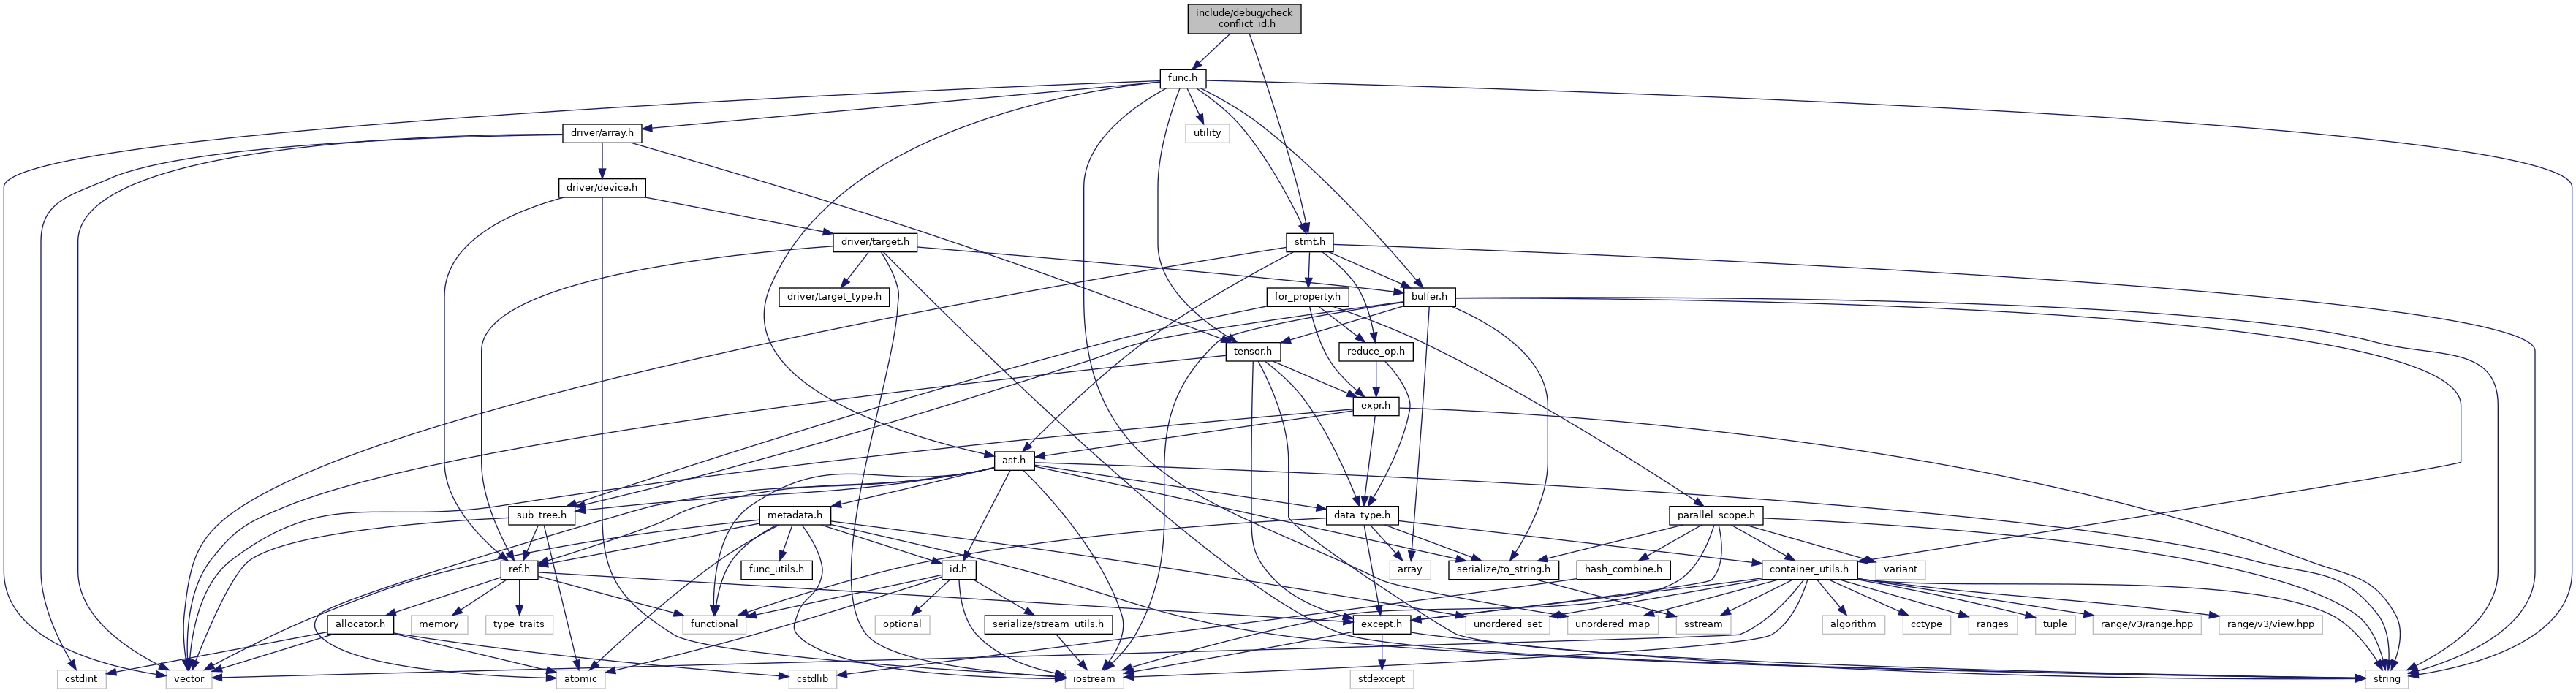 include/debug/check
_conflict_id.h
func.h
utility
driver/array.h
driver/device.h
driver/target.h
stmt.h
driver/target_type.h
for_property.h
buffer.h
tensor.h
reduce_op.h
expr.h
ast.h
sub_tree.h
metadata.h
data_type.h
parallel_scope.h
ref.h
func_utils.h
id.h
array
serialize/to_string.h
hash_combine.h
container_utils.h
variant
allocator.h
memory
type_traits
functional
optional
serialize/stream_utils.h
except.h
unordered_set
unordered_map
sstream
algorithm
cctype
ranges
tuple
range/v3/range.hpp
range/v3/view.hpp
cstdint
vector
atomic
cstdlib
iostream
stdexcept
string